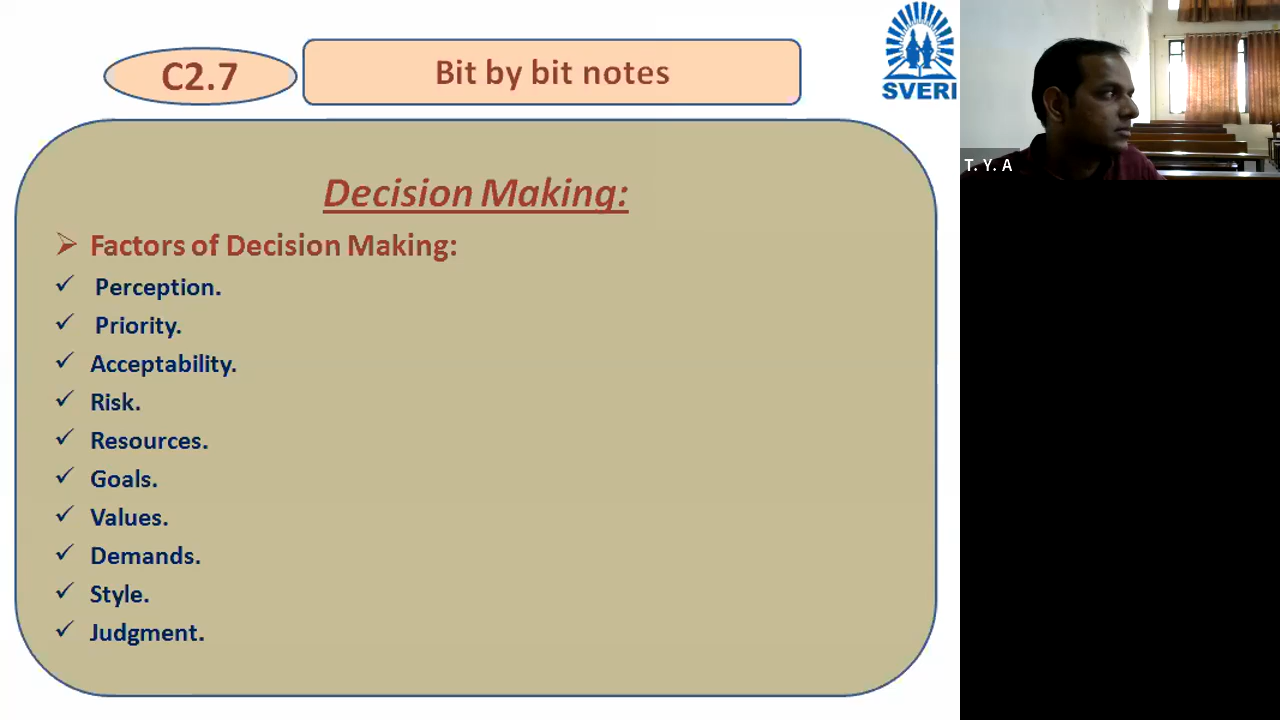 C2.7
Bit by bit notes
SVERI
T. Y. A
Decision Making:
Factors of Decision Making:
Perception.
Priority.
Acceptability.
Risk.
Resources.
Goals.
Values.
Demands.
Style.
Judgment.